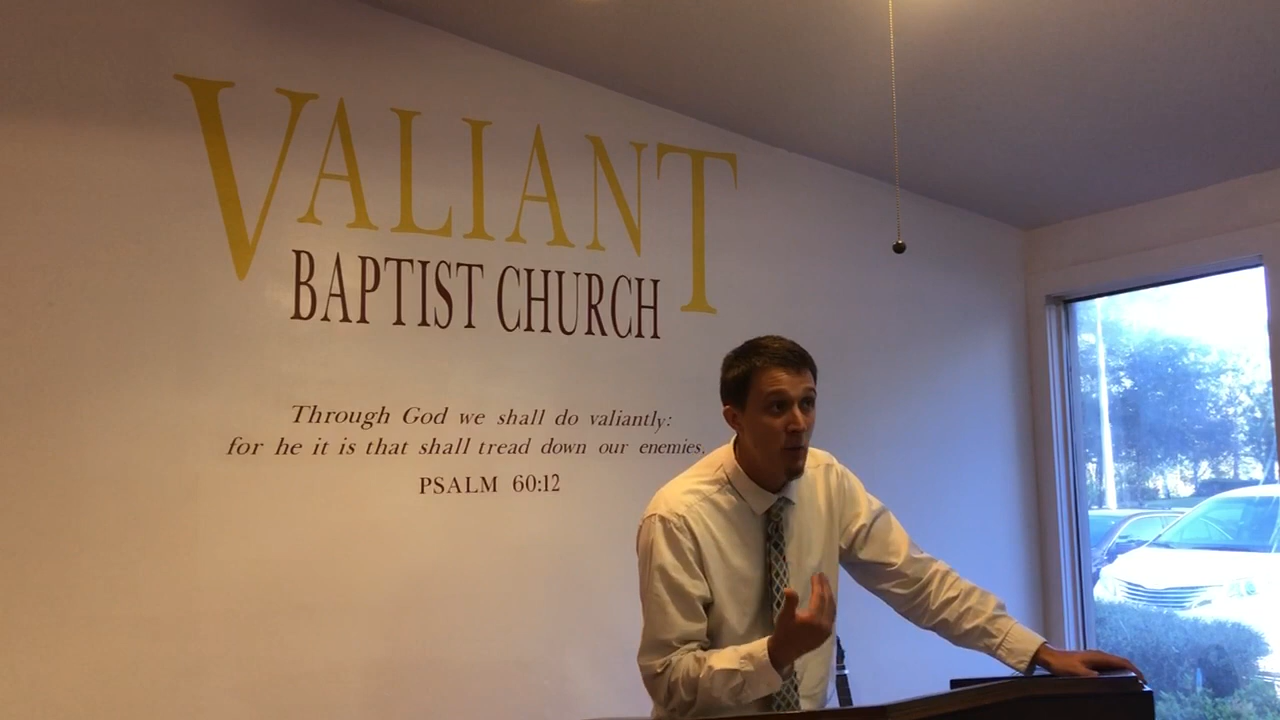 VALIANT
BAPTIST CHURCH
Through God we shall do valiantly:
for he it is that shall tread down our enemies.
PSALM 60:12